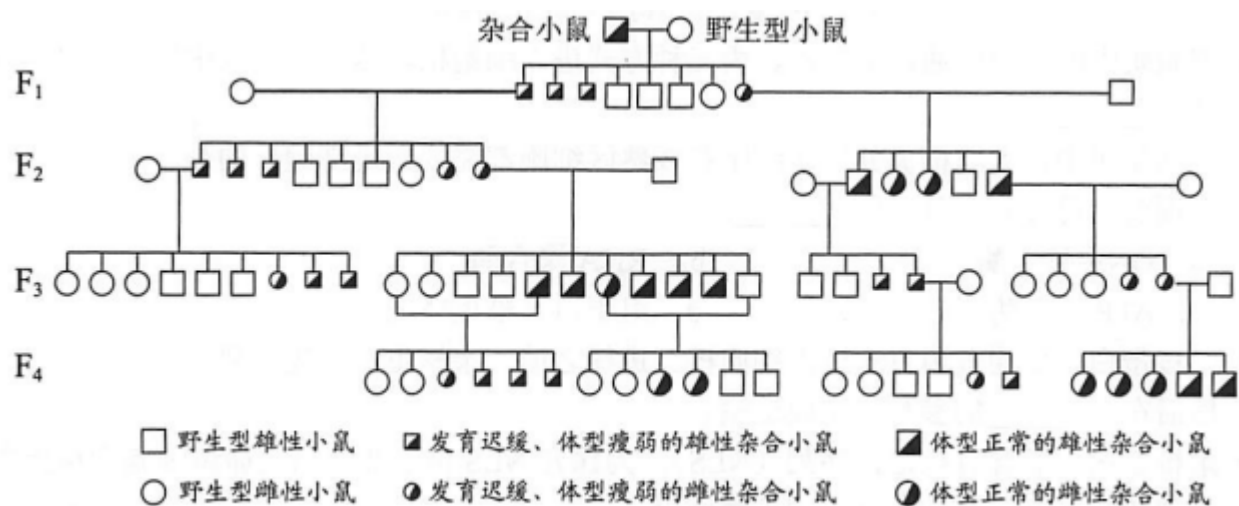 杂合小鼠 野生型小鼠
F₁
F₂
F₃
F₄
野生型雄性小鼠 发育迟缓、体型瘦弱的雄性杂合小鼠 体型正常的雄性杂合小鼠
野生型雌性小鼠 发育迟缓、体型瘦弱的雌性杂合小鼠 体型正常的雌性杂合小鼠